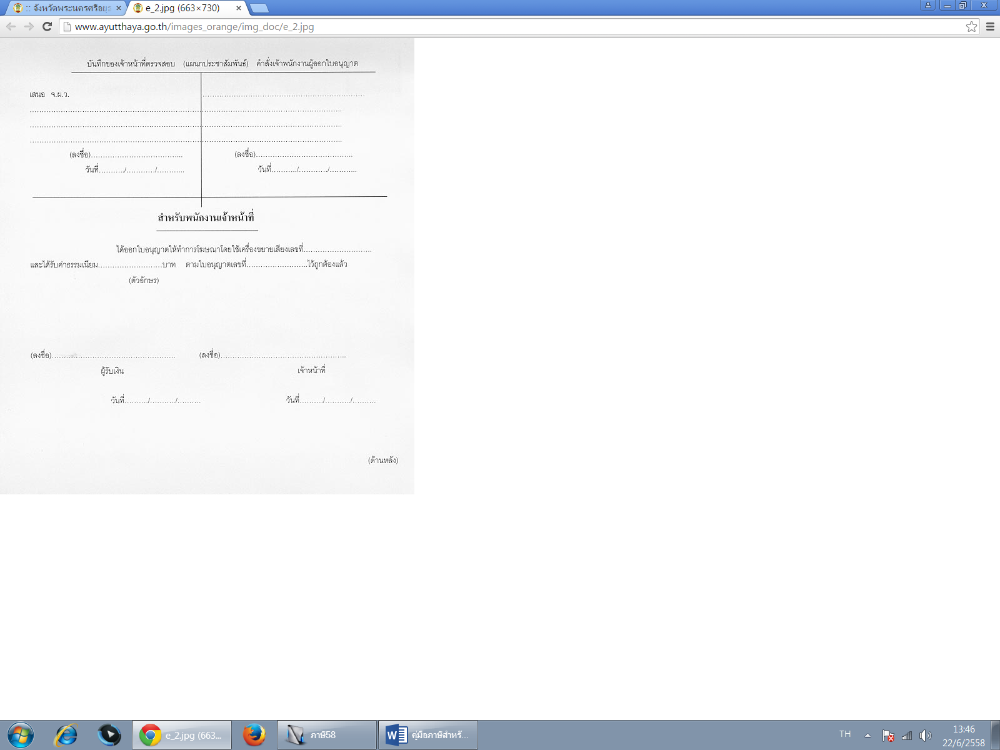 :: จังหวัดพระนครศรีอยุธ
e_2.jpg (663×730)
www.ayutthaya.go.th/images_orange/img_doc/e_2.jpg
บันทึกของเจ้าหน้าที่ตรวจสอบ (แผนกประชาสัมพันธ์) คำสั่งเจ้าพนักงานผู้ออกใบอนุญาต
เสนอ จ.ผ.ว. ....................................................................
....................................................................................................................................
....................................................................................................................................
....................................................................................................................................
(ลงชื่อ)...................................... (ลงชื่อ)........................................
วันที่.........../............/........... วันที่.........../............/...........
สำหรับพนักงานเจ้าหน้าที่
ได้ออกใบอนุญาตให้ทำการโฆษณาโดยใช้เครื่องขยายเสียงเลขที่.............................
และได้รับค่าธรรมเนียม...........................บาท ตามใบอนุญาตเลขที่..........................ไว้ถูกต้องแล้ว
(ตัวอักษร)
(ลงชื่อ).................................................... (ลงชื่อ).....................................................
ผู้รับเงิน เจ้าหน้าที่
วันที่........../.........../.......... วันที่........../.........../..........
(ด้านหลัง)
e_2.jpg (663...
ภาษี58
คู่มือภาษีสำหรั...
TH
13:46
22/6/2558